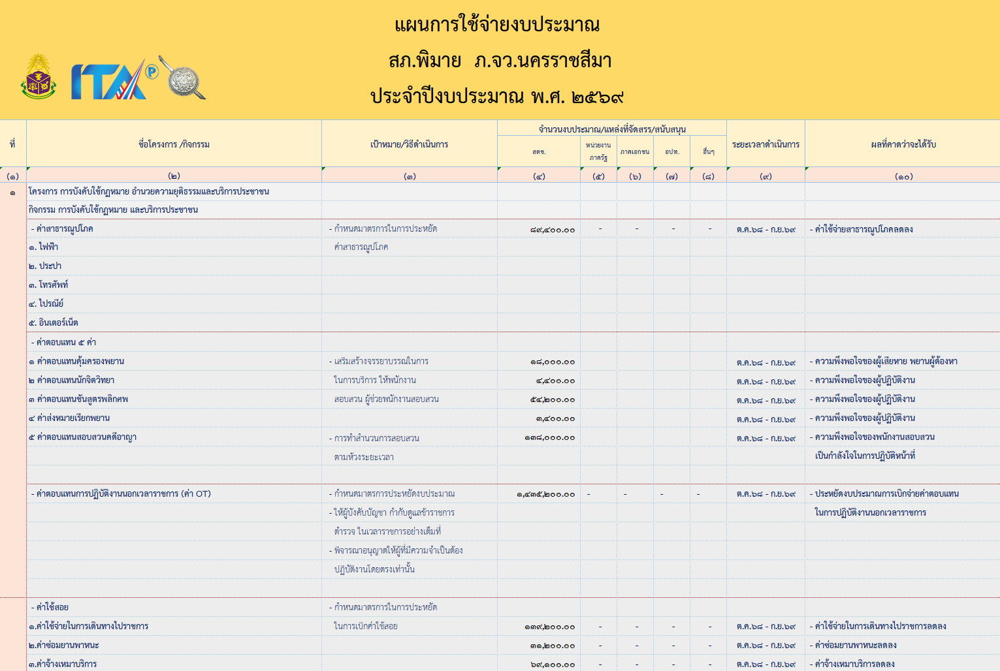 แผนการใช้จ่ายงบประมาณ
สภ.พิมาย ภ.จว.นครราชสีมา
ประจำปีงบประมาณ พ.ศ. ๒๕๖๙
ITA P
ที่ ชื่อโครงการ /กิจกรรม เป้าหมาย/วิธีดำเนินการ จำนวนงบประมาณ/แหล่งที่จัดสรร/สนับสนุน ระยะเวลาดำเนินการ ผลที่คาดว่าจะได้รับ
สตช. หน่วยงานภาครัฐ ภาคเอกชน อปท. อื่นๆ
(๑) (๒) (๓) (๔) (๕) (๖) (๗) (๘) (๙) (๑๐)
๑ โครงการ การบังคับใช้กฎหมาย อำนวยความยุติธรรมและบริการประชาชน
กิจกรรม การบังคับใช้กฎหมาย และบริการประชาชน
- ค่าสาธารณูปโภค - กำหนดมาตรการในการประหยัด ๘๙,๔๐๐.๐๐ - - - - ต.ค.๖๘ - ก.ย.๖๙ - ค่าใช้จ่ายสาธารณูปโภคลดลง
๑. ไฟฟ้า ค่าสาธารณูปโภค
๒. ประปา
๓. โทรศัพท์
๔. ไปรณีย์
๕. อินเตอร์เน็ต
- ค่าตอบแทน ๕ ค่า
๑ ค่าตอบแทนคุ้มครองพยาน - เสริมสร้างจรรยาบรรณในการ ๑๘,๐๐๐.๐๐ ต.ค.๖๘ - ก.ย.๖๙ - ความพึงพอใจของผู้เสียหาย พยานผู้ต้องหา
๒ ค่าตอบแทนนักจิตวิทยา ในการบริการ ให้พนักงาน ๔,๔๐๐.๐๐ ต.ค.๖๘ - ก.ย.๖๙ - ความพึงพอใจของผู้ปฏิบัติงาน
๓ ค่าตอบแทนชันสูตรพลิกศพ สอบสวน ผู้ช่วยพนักงานสอบสวน ๕๔,๒๐๐.๐๐ ต.ค.๖๘ - ก.ย.๖๙ - ความพึงพอใจของผู้ปฏิบัติงาน
๔ ค่าส่งหมายเรียกพยาน ๓,๔๐๐.๐๐ ต.ค.๖๘ - ก.ย.๖๙ - ความพึงพอใจของผู้ปฏิบัติงาน
๕ ค่าตอบแทนสอบสวนคดีอาญา - การทำสำนวนการสอบสวน ๑๓๘,๐๐๐.๐๐ ต.ค.๖๘ - ก.ย.๖๙ - ความพึงพอใจของพนักงานสอบสวน
ตามห้วงระยะเวลา เป็นกำลังใจในการปฏิบัติหน้าที่
- ค่าตอบแทนการปฏิบัติงานนอกเวลาราชการ (ค่า OT) - กำหนดมาตรการประหยัดงบประมาณ ๑,๔๓๕,๒๐๐.๐๐ - - - - ต.ค.๖๘ - ก.ย.๖๙ - ประหยัดงบประมาณการเบิกจ่ายค่าตอบแทน
- ให้ผู้บังคับบัญชา กำกับดูแลข้าราชการ ในการปฏิบัติงานนอกเวลาราชการ
ตำรวจ ในเวลาราชการอย่างเต็มที่
- พิจารณาอนุญาตให้ผู้ที่มีความจำเป็นต้อง
ปฏิบัติงานโดยตรงเท่านั้น
- ค่าใช้สอย - กำหนดมาตรการในการประหยัด
๑.ค่าใช้จ่ายในการเดินทางไปราชการ ในการเบิกค่าใช้สอย ๑๓๙,๒๐๐.๐๐ - - - - ต.ค.๖๘ - ก.ย.๖๙ - ค่าใช้จ่ายในการเดินทางไปราชการลดลง
๒.ค่าซ่อมยานพาหนะ ๓๑,๒๐๐.๐๐ - - - - ต.ค.๖๘ - ก.ย.๖๙ - ค่าซ่อมยานพาหนะลดลง
๓.ค่าจ้างเหมาบริการ ๖๙,๑๐๐.๐๐ - - - - ต.ค.๖๘ - ก.ย.๖๙ - ค่าจ้างเหมาบริการลดลง